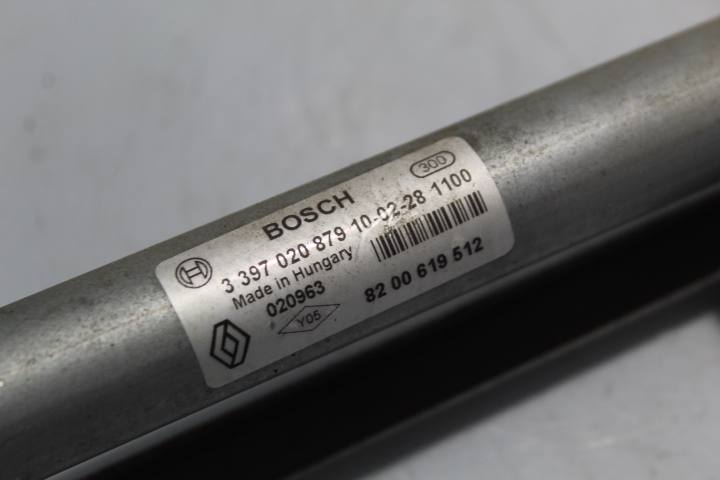 300
BOSCH
3 397 020 879 10-02-28 1100
Made in Hungary
020963
Y05
82 00 619 512